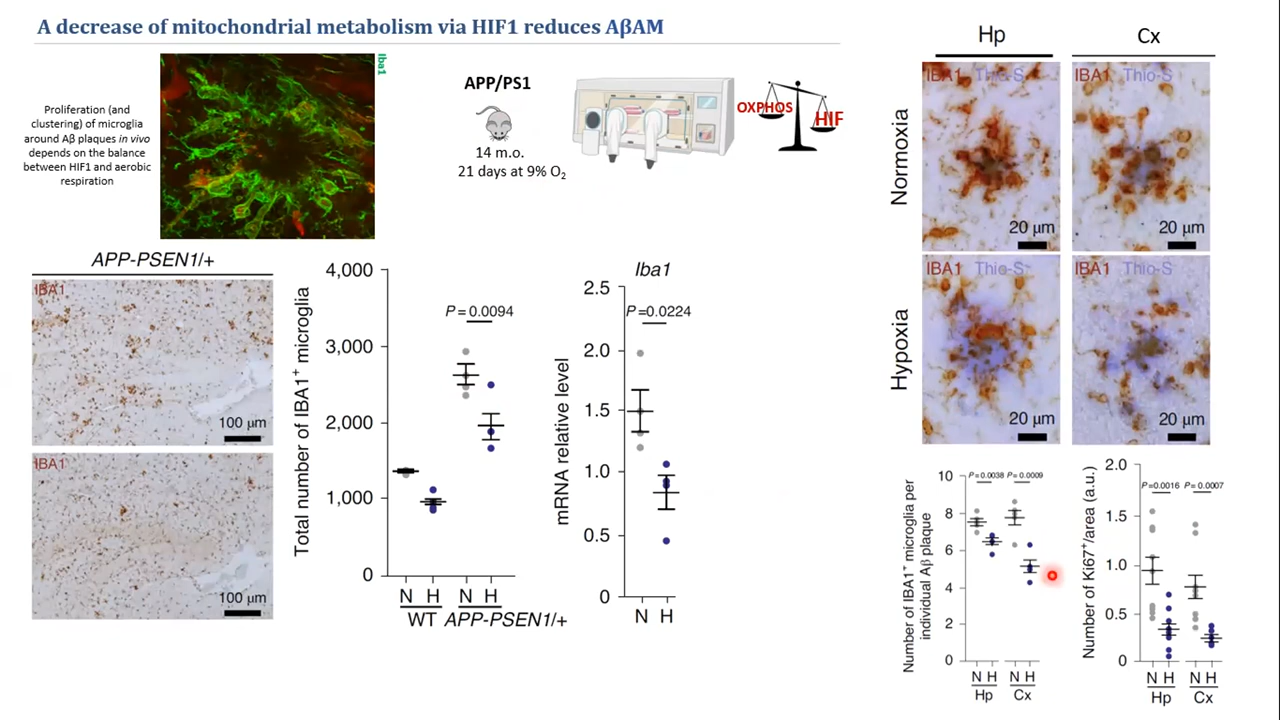 A decrease of mitochondrial metabolism via HIF1 reduces AβAM
Proliferation (and
clustering) of microglia
around Aβ plaques in vivo
depends on the balance
between HIF1 and aerobic
respiration
Iba1
APP/PS1
14 m.o.
21 days at 9% O₂
OXPHOS
HIF
Hp
Cx
Normoxia
IBA1 Thio-S
20 µm
IBA1 Thio-S
20 µm
Hypoxia
IBA1 Thio-S
20 µm
IBA1 Thio-S
20 µm
APP-PSEN1/+
IBA1
100 µm
IBA1
100 µm
Total number of IBA1⁺ microglia
4,000
3,000
2,000
1,000
0
P = 0.0094
N H N H
WT APP-PSEN1/+
Iba1
mRNA relative level
2.5
2.0
1.5
1.0
0.5
0
P=0.0224
N H
Number of IBA1⁺ microglia per
individual Aβ plaque
10
8
6
4
2
0
P=0.0038 P=0.0009
N H N H
Hp Cx
Number of Ki67⁺/area (a.u.)
2.0
1.5
1.0
0.5
0
P=0.0016 P=0.0007
N H N H
Hp Cx